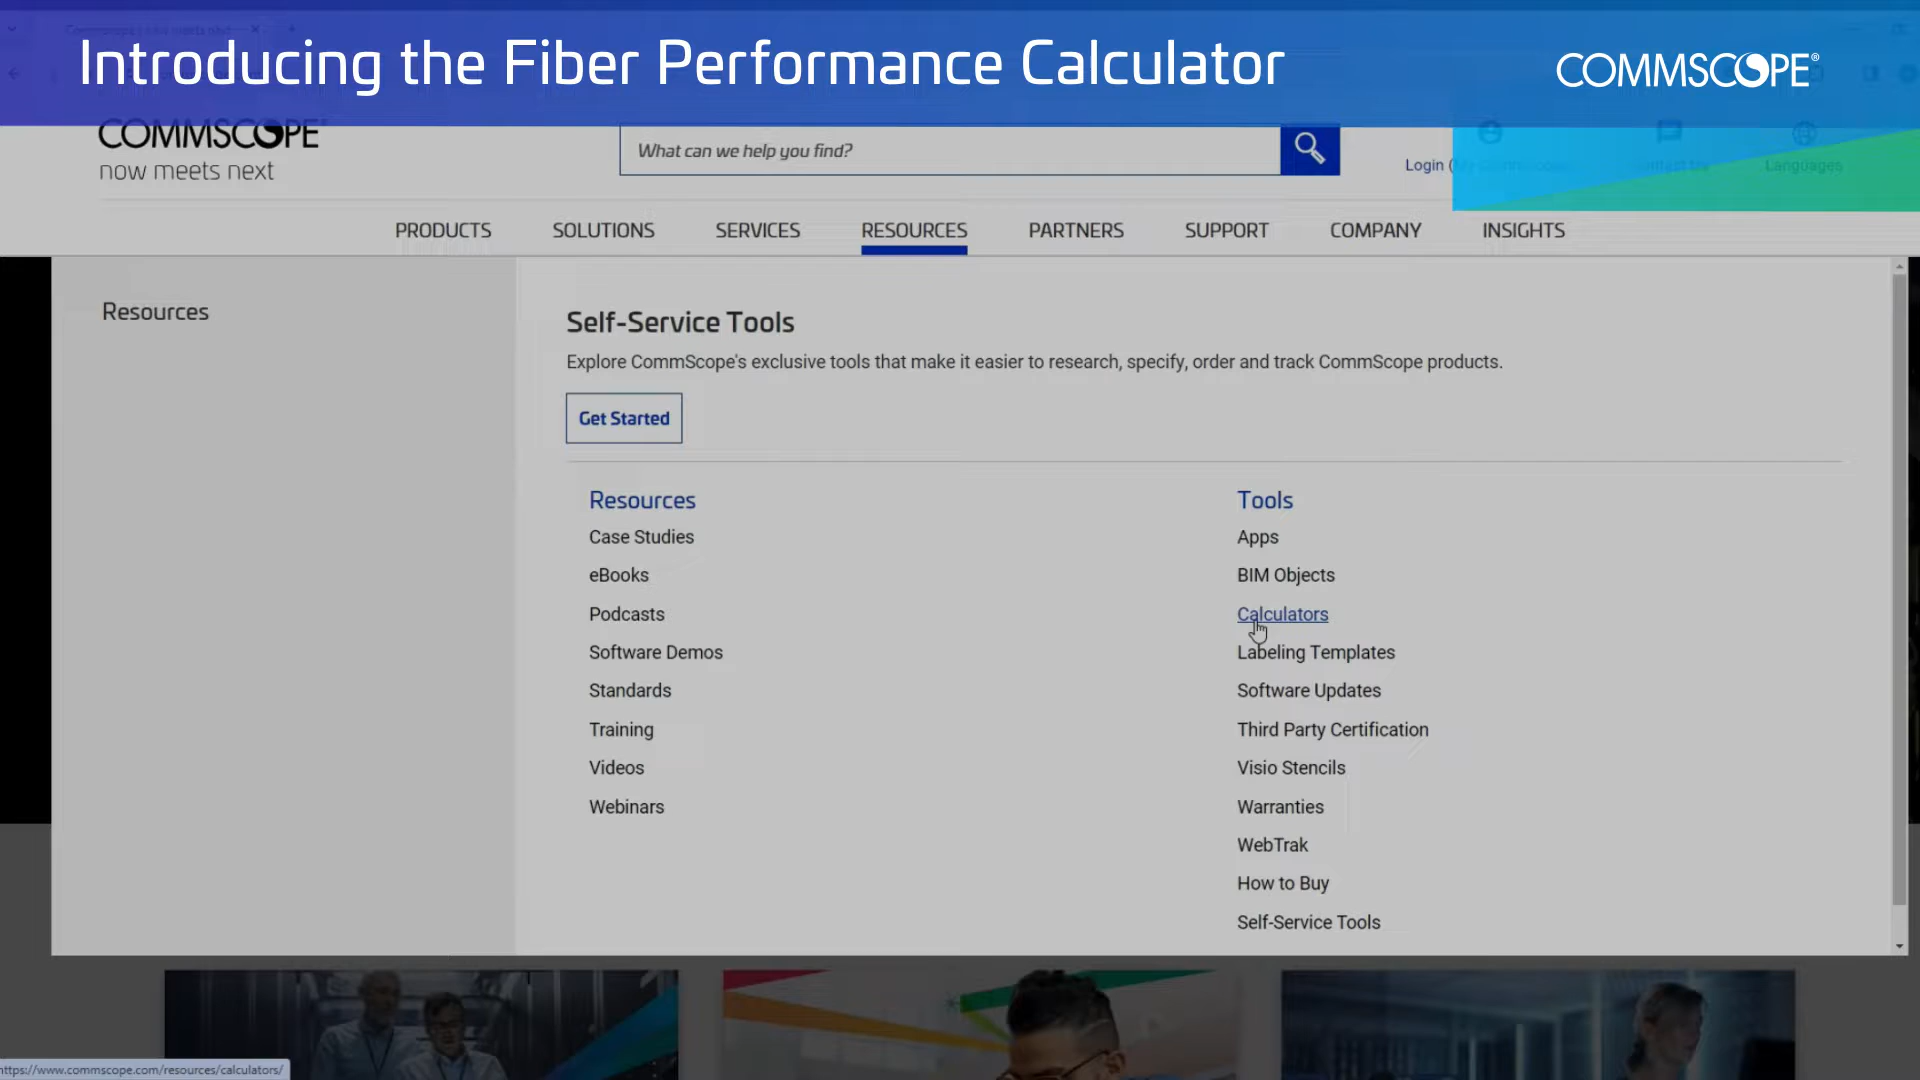 Introducing the Fiber Performance Calculator
COMMSCOPE®
COMMSCOPE®
now meets next
What can we help you find?
Login (
Languages
PRODUCTS
SOLUTIONS
SERVICES
RESOURCES
PARTNERS
SUPPORT
COMPANY
INSIGHTS
Resources
Self-Service Tools
Explore CommScope's exclusive tools that make it easier to research, specify, order and track CommScope products.
Get Started
Resources
Case Studies
eBooks
Podcasts
Software Demos
Standards
Training
Videos
Webinars
Tools
Apps
BIM Objects
Calculators
Labeling Templates
Software Updates
Third Party Certification
Visio Stencils
Warranties
WebTrak
How to Buy
Self-Service Tools
https://www.commscope.com/resources/calculators/